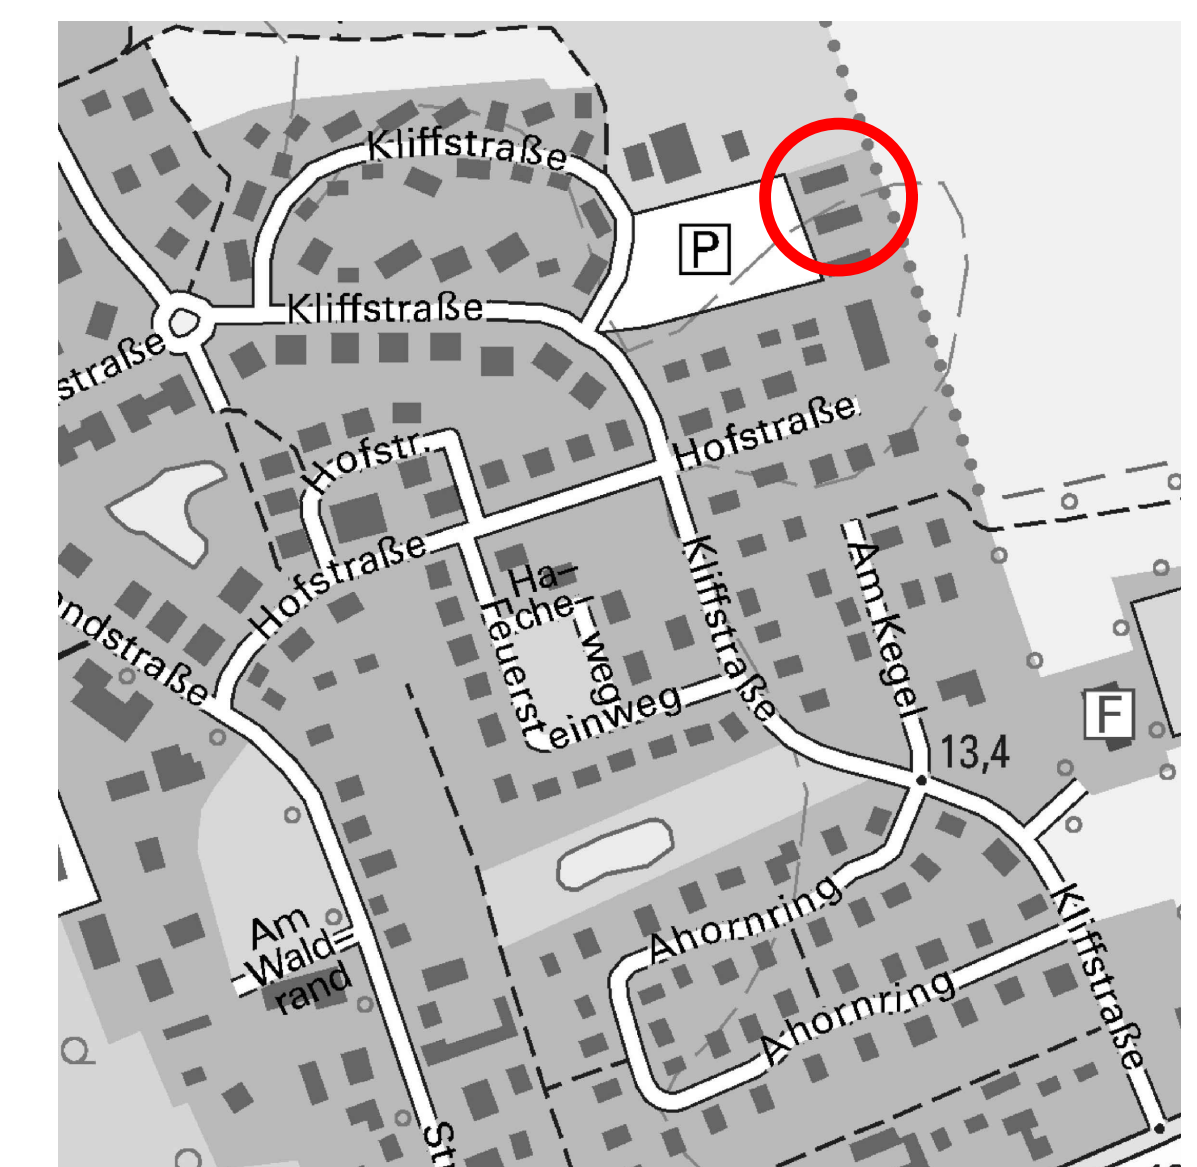 Kliffstraße
P
Kliffstraße
straße
Hofstraße
Hofstr.
Hofstraße
Ha-
che-
weg
Feuerst
einweg
Kliffstraße
Am Kegel
ndstraße
F
13,4
Ahornring
Am
Wald-
rand
Ahornring
Kliffstraße
Str